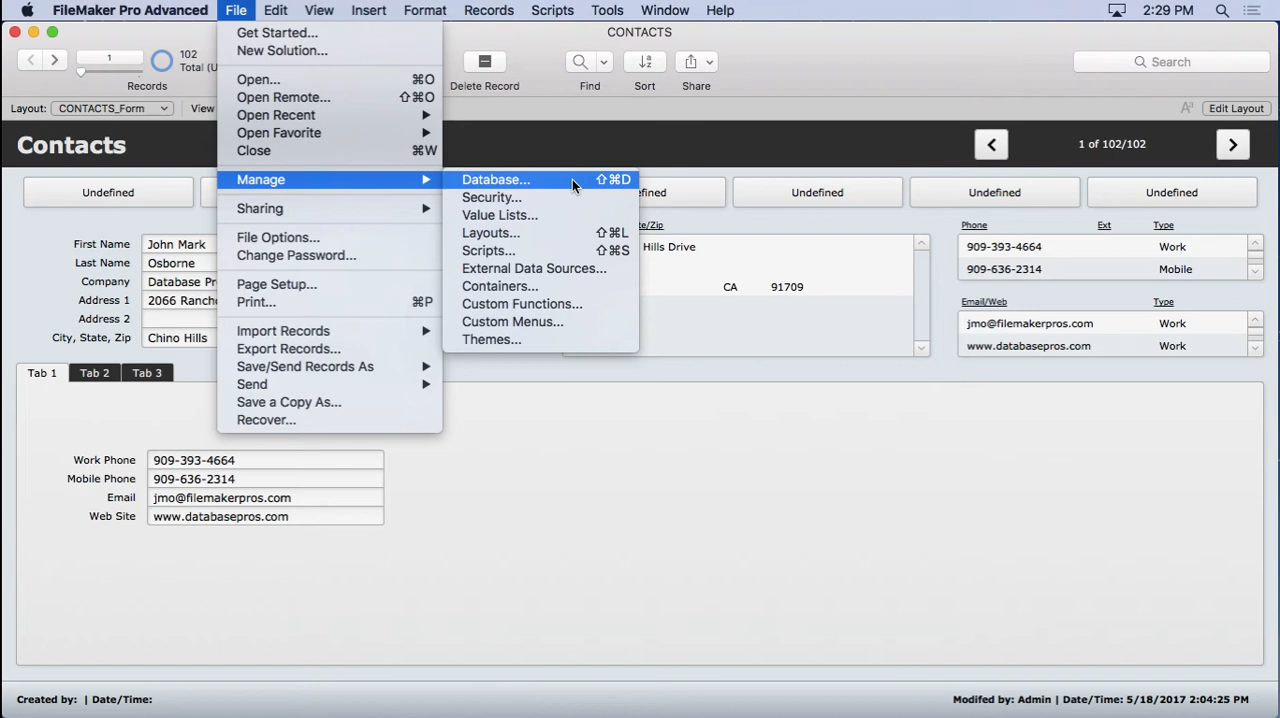 FileMaker Pro Advanced File Edit View Insert Format Records Scripts Tools Window Help 2:29 PM
CONTACTS
1
102
Total (U
Records
Delete Record
Find
Sort
Share
Search
Layout: CONTACTS_Form View
Aa Edit Layout
Contacts
1 of 102/102
Get Started...
New Solution...
Open... ⌘O
Open Remote... ⇧⌘O
Open Recent
Open Favorite
Close ⌘W
Manage
Sharing
File Options...
Change Password...
Page Setup...
Print... ⌘P
Import Records
Export Records...
Save/Send Records As
Send
Save a Copy As...
Recover...
Database... ⇧⌘D
Security...
Value Lists...
Layouts... ⇧⌘L
Scripts... ⇧⌘S
External Data Sources...
Containers...
Custom Functions...
Custom Menus...
Themes...
Undefined
fined
Undefined
Undefined
Undefined
First Name John Mark
Last Name Osborne
Company Database Pr
Address 1 2066 Ranch
Address 2
City, State, Zip Chino Hills
te/Zip
Hills Drive
CA 91709
Phone Ext Type
909-393-4664 Work
909-636-2314 Mobile
Email/Web Type
jmo@filemakerpros.com Work
www.databasepros.com Work
Tab 1 Tab 2 Tab 3
Work Phone 909-393-4664
Mobile Phone 909-636-2314
Email jmo@filemakerpros.com
Web Site www.databasepros.com
Created by: | Date/Time:
Modifed by: Admin | Date/Time: 5/18/2017 2:04:25 PM